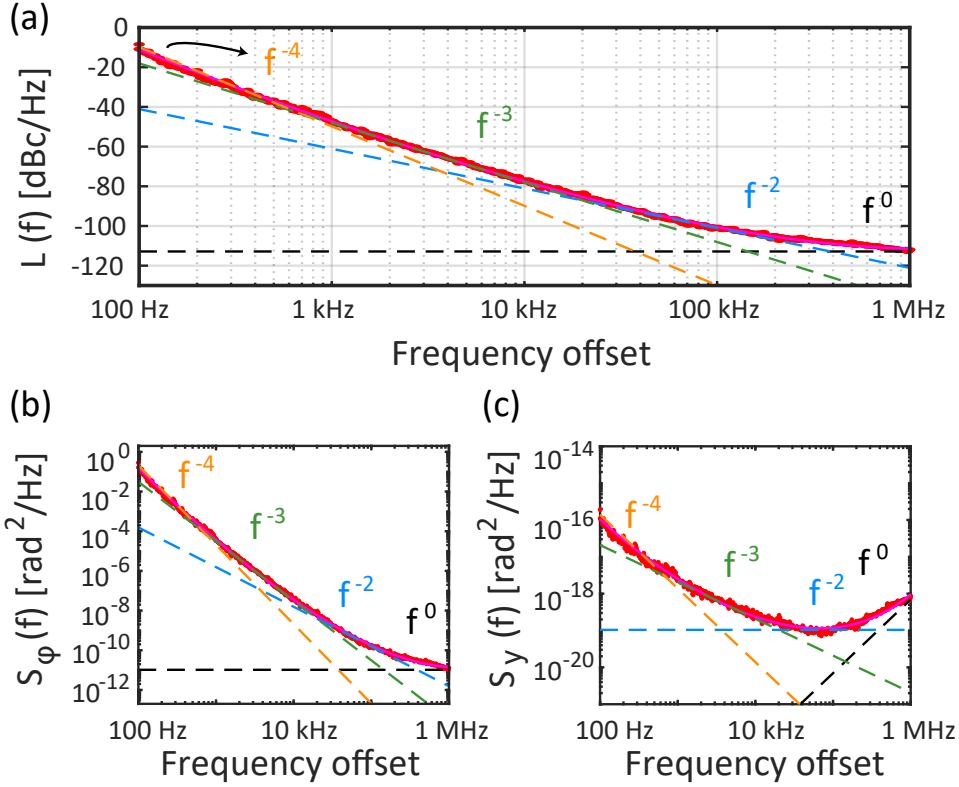 (a)
0
-20
-40
-60
-80
-100
-120
L (f) [dBc/Hz]
f⁻⁴
f⁻³
f⁻²
f⁰
100 Hz 1 kHz 10 kHz 100 kHz 1 MHz
Frequency offset
(b)
10⁰
10⁻²
10⁻⁴
10⁻⁶
10⁻⁸
10⁻¹⁰
10⁻¹²
S_φ(f) [rad²/Hz]
f⁻⁴
f⁻³
f⁻²
f⁰
100 Hz 10 kHz 1 MHz
Frequency offset
(c)
10⁻¹⁴
10⁻¹⁶
10⁻¹⁸
10⁻²⁰
S_y (f) [rad²/Hz]
f⁻⁴
f⁻³
f⁻²
f⁰
100 Hz 10 kHz 1 MHz
Frequency offset